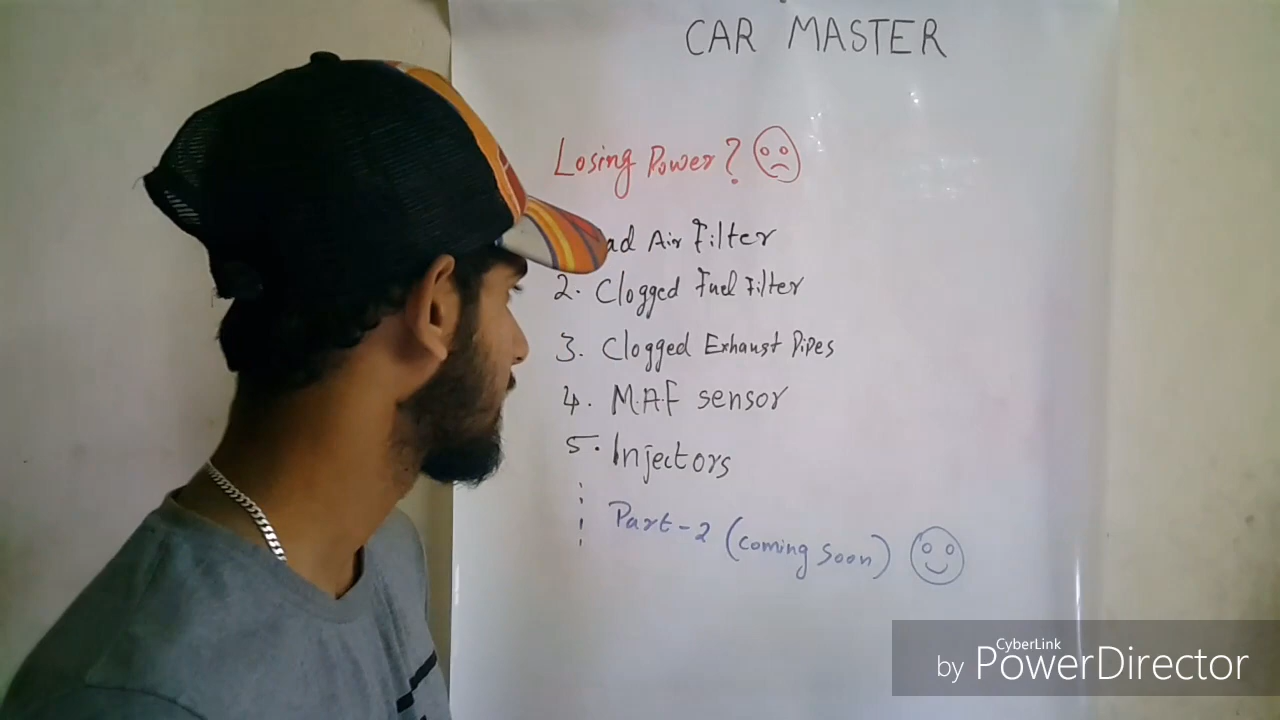 CAR MASTER
Losing Power?
ad Air Filter
2. Clogged Fuel Filter
3. Clogged Exhaust Pipes
4. M.A.F sensor
5. Injectors
Part-2 (coming soon)
CyberLink
by PowerDirector